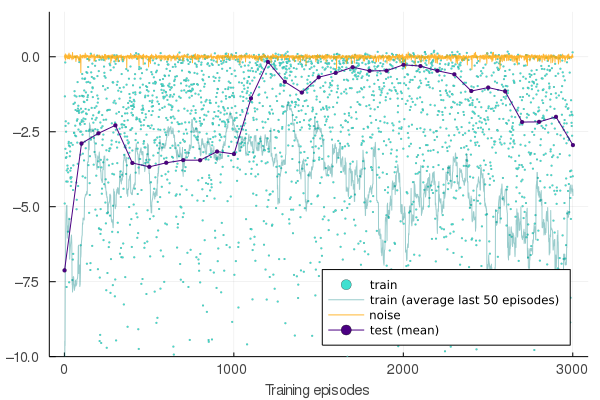 0.0
−2.5
−5.0
−7.5
−10.0
train
train (average last 50 episodes)
noise
test (mean)
0
1000
2000
3000
Training episodes